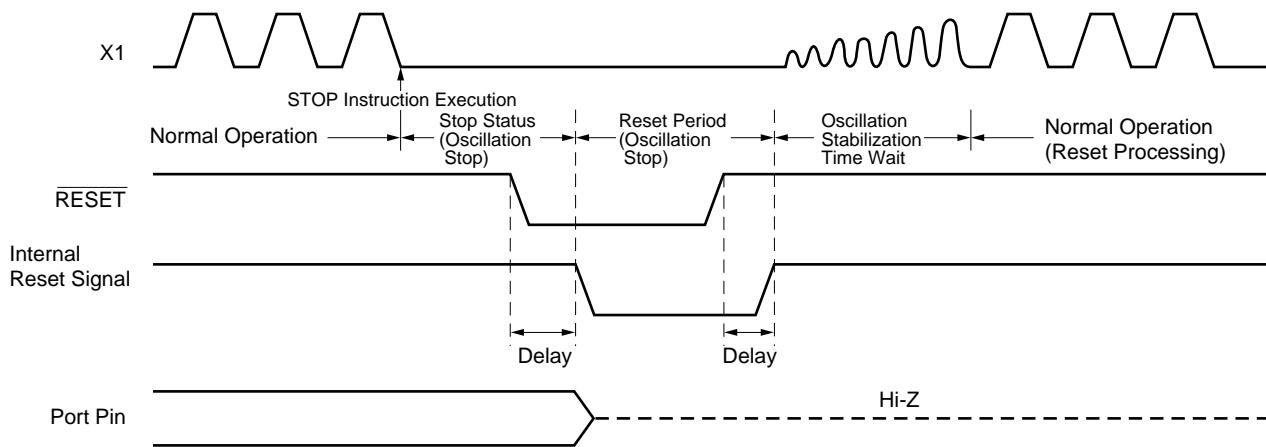 X1
STOP Instruction Execution
Normal Operation
Stop Status
(Oscillation
Stop)
Reset Period
(Oscillation
Stop)
Oscillation
Stabilization
Time Wait
Normal Operation
(Reset Processing)
RESET
Internal
Reset Signal
Delay
Delay
Port Pin
Hi-Z